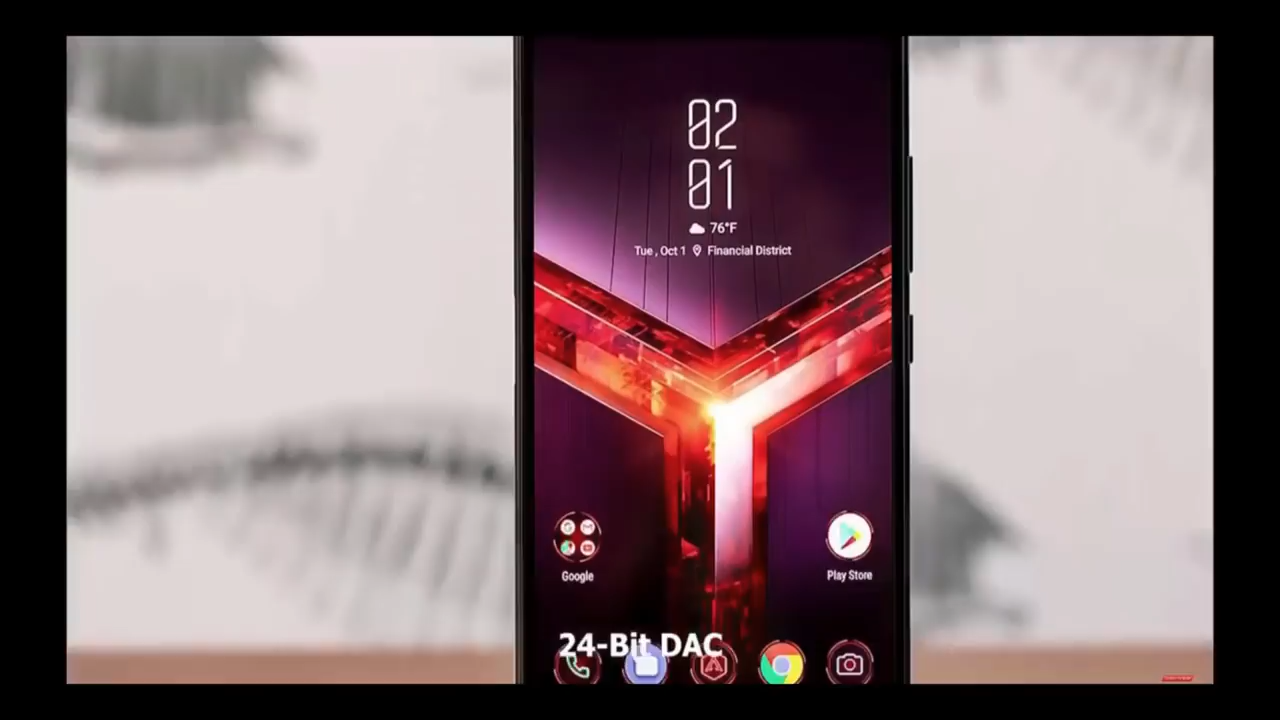 02
01
76°F
Tue , Oct 1 Financial District
Google
Play Store
24-Bit DAC